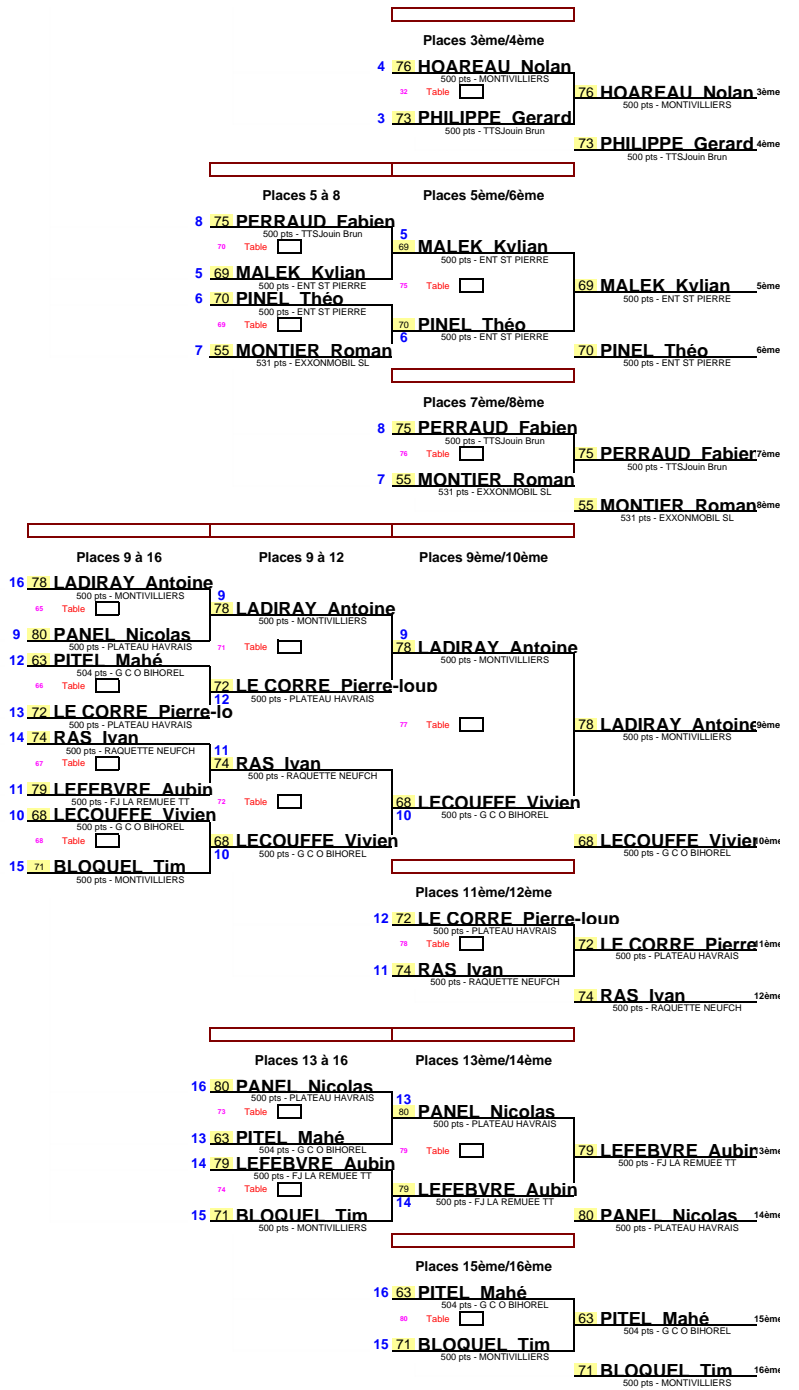 Places 3ème/4ème
4 76 HOAREAU Nolan
500 pts - MONTIVILLIERS
32 Table
76 HOAREAU Nolan 3ème
500 pts - MONTIVILLIERS
3 73 PHILIPPE Gerard
500 pts - TTSJouin Brun
73 PHILIPPE Gerard 4ème
500 pts - TTSJouin Brun
Places 5 à 8
Places 5ème/6ème
8 75 PERRAUD Fabien
500 pts - TTSJouin Brun
70 Table
5
69 MALEK Kylian
500 pts - ENT ST PIERRE
5 69 MALEK Kylian
500 pts - ENT ST PIERRE
75 Table
69 MALEK Kylian 5ème
500 pts - ENT ST PIERRE
6 70 PINEL Théo
500 pts - ENT ST PIERRE
69 Table
70 PINEL Théo
6
500 pts - ENT ST PIERRE
7 55 MONTIER Roman
531 pts - EXXONMOBIL SL
70 PINEL Théo 6ème
500 pts - ENT ST PIERRE
Places 7ème/8ème
8 75 PERRAUD Fabien
500 pts - TTSJouin Brun
76 Table
75 PERRAUD Fabien 7ème
500 pts - TTSJouin Brun
7 55 MONTIER Roman
531 pts - EXXONMOBIL SL
55 MONTIER Roman 8ème
531 pts - EXXONMOBIL SL
Places 9 à 16
Places 9 à 12
Places 9ème/10ème
16 78 LADIRAY Antoine
500 pts - MONTIVILLIERS
65 Table
9
78 LADIRAY Antoine
500 pts - MONTIVILLIERS
9 80 PANEL Nicolas
500 pts - PLATEAU HAVRAIS
71 Table
9
78 LADIRAY Antoine
500 pts - MONTIVILLIERS
12 63 PITEL Mahé
504 pts - G C O BIHOREL
66 Table
72 LE CORRE Pierre-loup
12
500 pts - PLATEAU HAVRAIS
13 72 LE CORRE Pierre-lo
500 pts - PLATEAU HAVRAIS
77 Table
78 LADIRAY Antoine 9ème
500 pts - MONTIVILLIERS
14 74 RAS Ivan
500 pts - RAQUETTE NEUFCH
67 Table
11
74 RAS Ivan
500 pts - RAQUETTE NEUFCH
11 79 LEFEBVRE Aubin
500 pts - FJ LA REMUEE TT
72 Table
68 LECOUFFE Vivien
10
500 pts - G C O BIHOREL
10 68 LECOUFFE Vivien
500 pts - G C O BIHOREL
68 Table
68 LECOUFFE Vivien
10
500 pts - G C O BIHOREL
68 LECOUFFE Vivien 10ème
500 pts - G C O BIHOREL
15 71 BLOQUEL Tim
500 pts - MONTIVILLIERS
Places 11ème/12ème
12 72 LE CORRE Pierre-loup
500 pts - PLATEAU HAVRAIS
78 Table
72 LE CORRE Pierre 11ème
500 pts - PLATEAU HAVRAIS
11 74 RAS Ivan
500 pts - RAQUETTE NEUFCH
74 RAS Ivan 12ème
500 pts - RAQUETTE NEUFCH
Places 13 à 16
Places 13ème/14ème
16 80 PANEL Nicolas
500 pts - PLATEAU HAVRAIS
73 Table
13
80 PANEL Nicolas
500 pts - PLATEAU HAVRAIS
13 63 PITEL Mahé
504 pts - G C O BIHOREL
79 Table
79 LEFEBVRE Aubin 13ème
500 pts - FJ LA REMUEE TT
14 79 LEFEBVRE Aubin
500 pts - FJ LA REMUEE TT
74 Table
79 LEFEBVRE Aubin
14
500 pts - FJ LA REMUEE TT
15 71 BLOQUEL Tim
500 pts - MONTIVILLIERS
80 PANEL Nicolas 14ème
500 pts - PLATEAU HAVRAIS
Places 15ème/16ème
16 63 PITEL Mahé
504 pts - G C O BIHOREL
80 Table
63 PITEL Mahé 15ème
504 pts - G C O BIHOREL
15 71 BLOQUEL Tim
500 pts - MONTIVILLIERS
71 BLOQUEL Tim 16ème
500 pts - MONTIVILLIERS